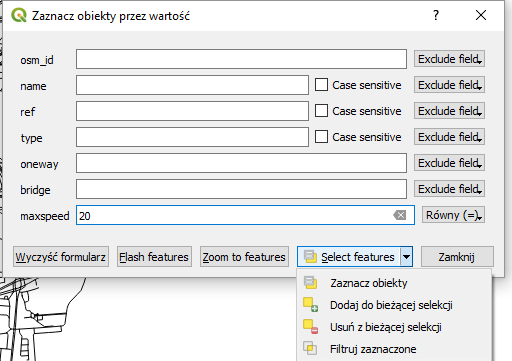 Zaznacz obiekty przez wartość
osm_id Exclude field
name Case sensitive Exclude field
ref Case sensitive Exclude field
type Case sensitive Exclude field
oneway Exclude field
bridge Exclude field
maxspeed 20 Równy (=)
Wyczyść formularz Flash features Zoom to features Select features Zamknij
Zaznacz obiekty
Dodaj do bieżącej selekcji
Usuń z bieżącej selekcji
Filtruj zaznaczone